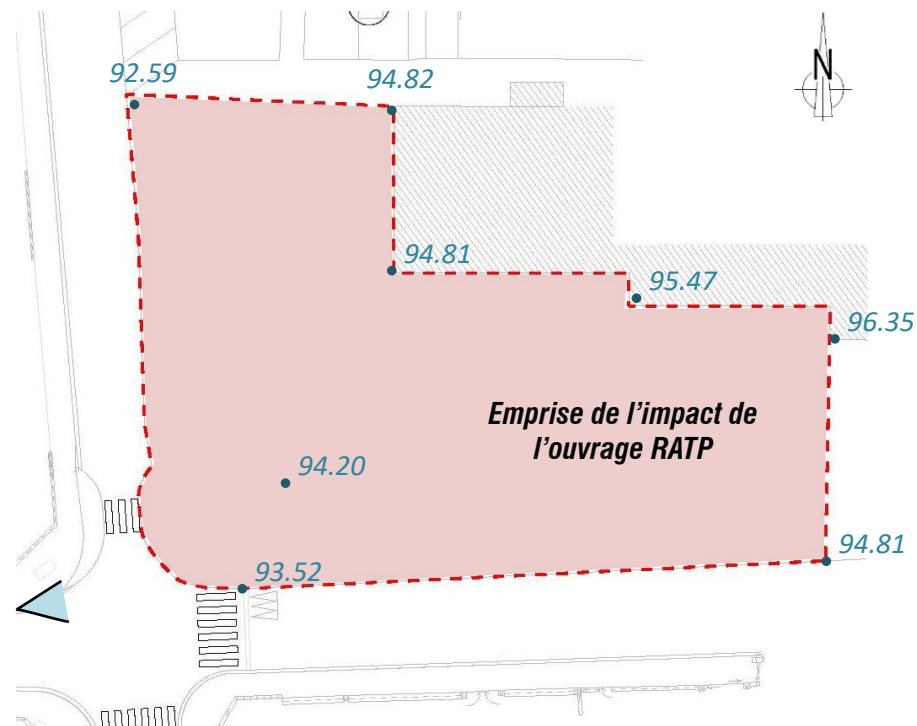 92.59
94.82
N
94.81
95.47
96.35
Emprise de l'impact de
l'ouvrage RATP
94.20
94.81
93.52